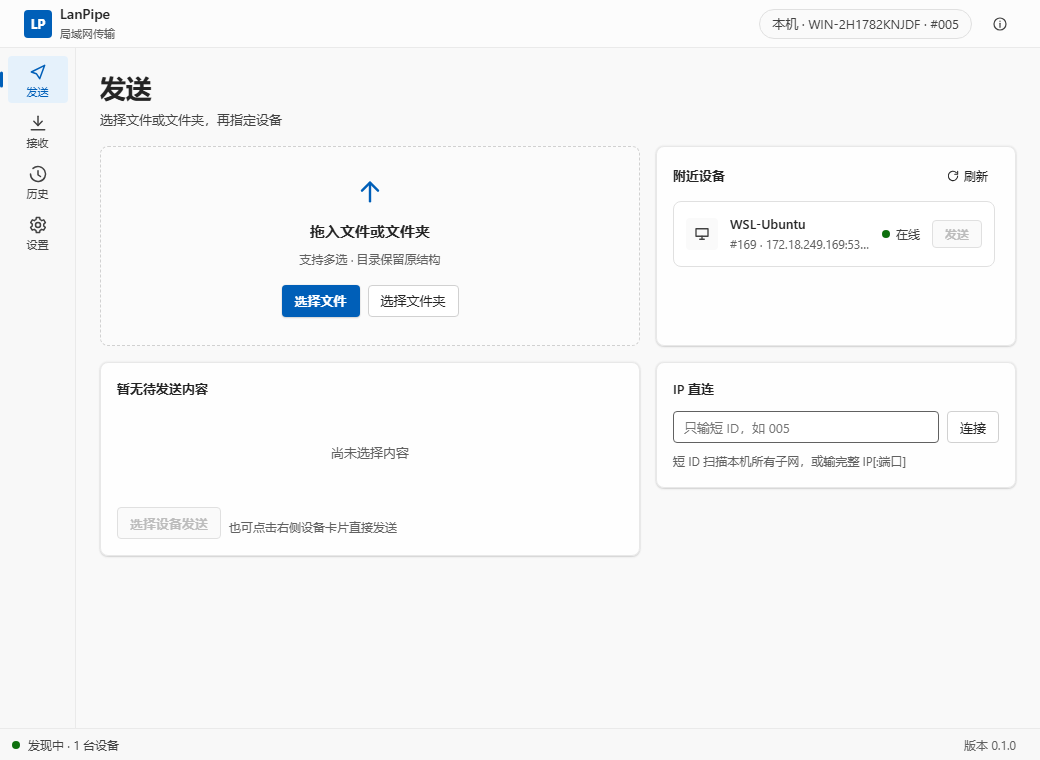 LP
LanPipe
局域网传输
本机 · WIN-2H1782KNJDF · #005
发送
接收
历史
设置
发送
选择文件或文件夹，再指定设备
拖入文件或文件夹
支持多选 · 目录保留原结构
选择文件
选择文件夹
附近设备
刷新
WSL-Ubuntu
#169 · 172.18.249.169:53...
在线
发送
暂无待发送内容
尚未选择内容
选择设备发送
也可点击右侧设备卡片直接发送
IP 直连
只输短 ID，如 005
连接
短 ID 扫描本机所有子网，或输完整 IP[:端口]
发现中 · 1 台设备
版本 0.1.0